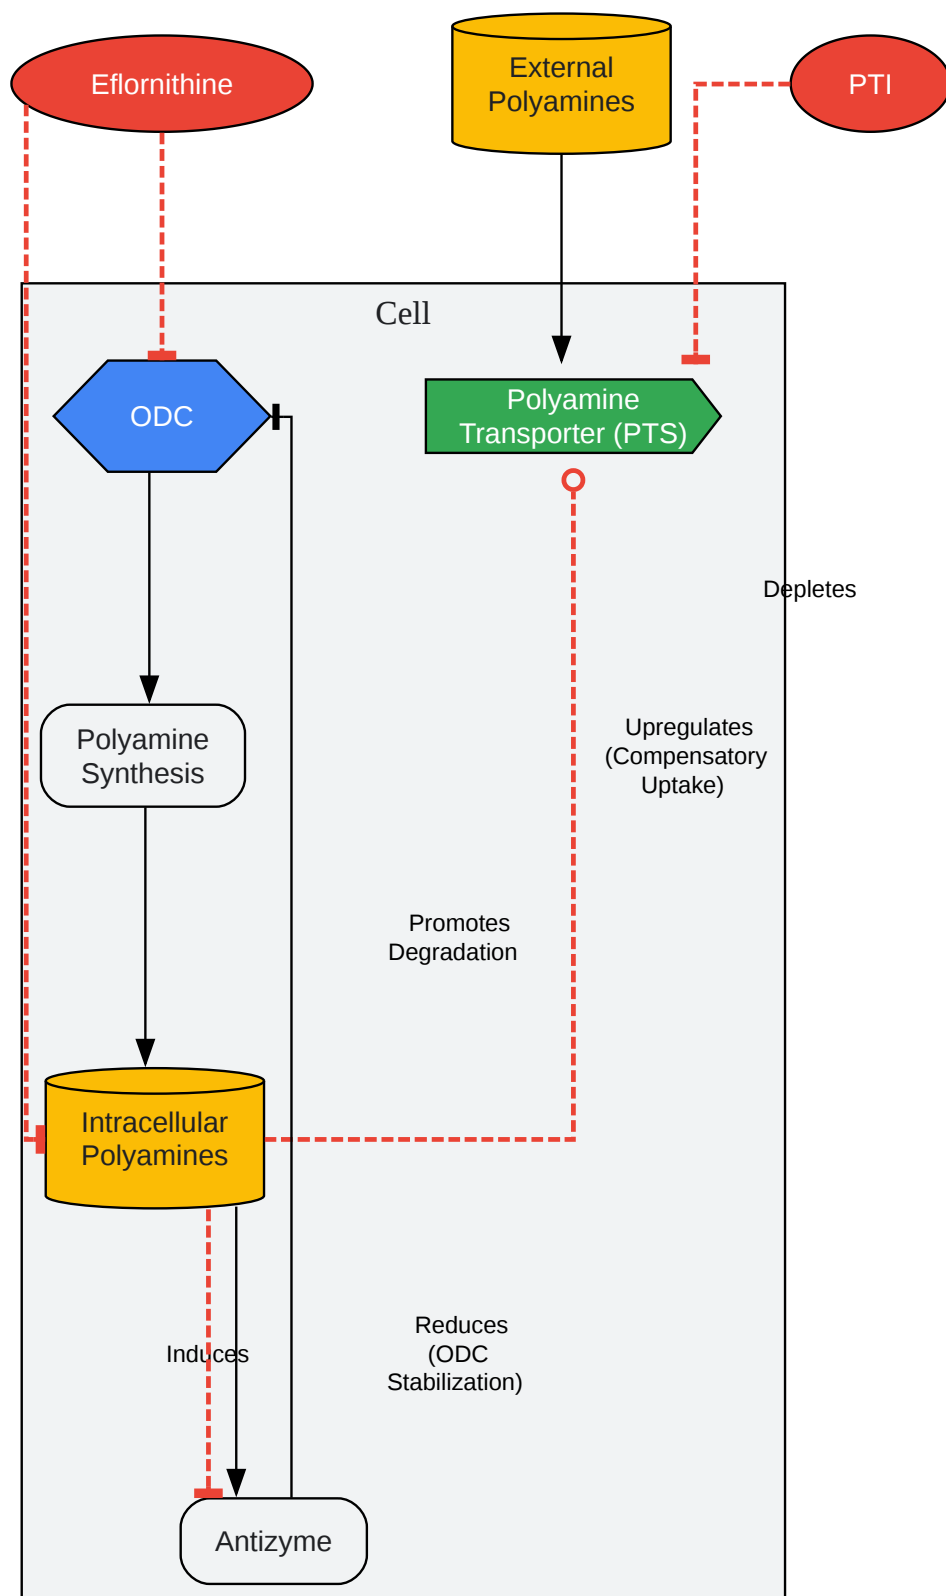 Eflornithine
External
Polyamines
PTI
Cell
ODC
Polyamine
Transporter (PTS)
Depletes
Upregulates
(Compensatory
Uptake)
Polyamine
Synthesis
Promotes
Degradation
Intracellular
Polyamines
Induces
Reduces
(ODC
Stabilization)
Antizyme